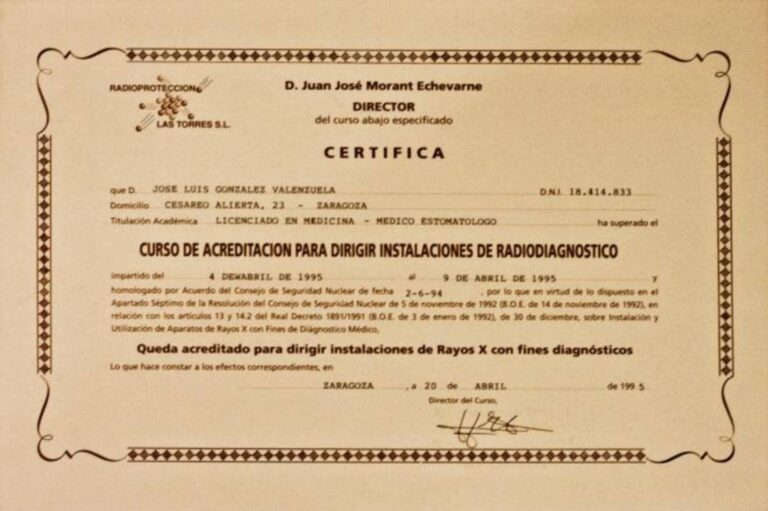 RADIOPROTECCION
LAS TORRES S.L.
D. Juan José Morant Echevarne
DIRECTOR
del curso abajo especificado
CERTIFICA
que D. JOSE LUIS GONZALEZ VALENZUELA D.N.I. 18.414.833
Domicilio CESAREO ALIERTA, 23 - ZARAGOZA
Titulación Académica LICENCIADO EN MEDICINA - MEDICO ESTOMATOLOGO ha superado el
CURSO DE ACREDITACION PARA DIRIGIR INSTALACIONES DE RADIODIAGNOSTICO
impartido del 4 DEWABRIL DE 1995 al 9 DE ABRIL DE 1995 y
homologado por Acuerdo del Consejo de Seguridad Nuclear de fecha 2-6-94 , por lo que en virtud de lo dispuesto en el
Apartado Séptimo de la Resolución del Consejo de Seguridad Nuclear de 5 de noviembre de 1992 (B.O.E. de 14 de noviembre de 1992), en
relación con los artículos 13 y 14.2 del Real Decreto 1891/1991 (B.O.E. de 3 de enero de 1992), de 30 de diciembre, sobre Instalación y
Utilización de Aparatos de Rayos X con Fines de Diágnostico Médico,
Queda acreditado para dirigir instalaciones de Rayos X con fines diagnósticos
Lo que hace constar a los efectos correspondientes, en
ZARAGOZA , a 20 de ABRIL de 1995
Director del Curso,